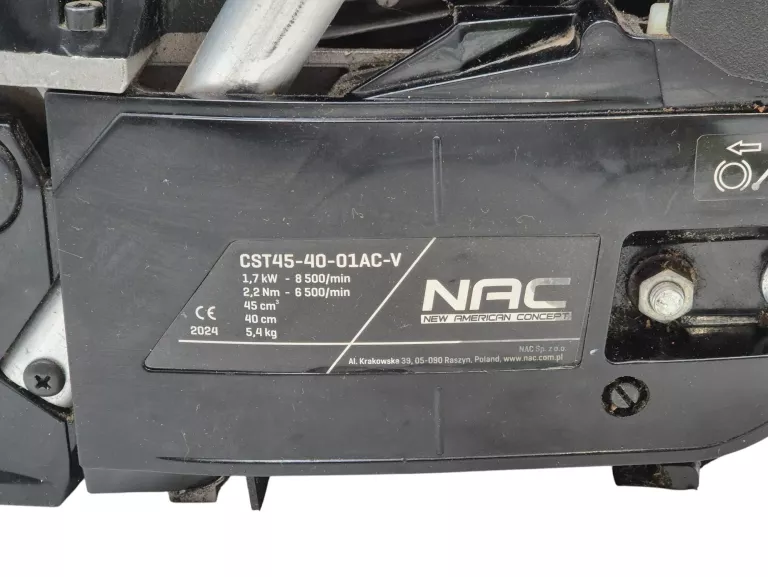 CST45-40-01AC-V
1,7 kW - 8 500/min
2,2 Nm - 6 500/min
45 cm³
40 cm
5,4 kg
CE
2024
NAC
NEW AMERICAN CONCEPT
NAC Sp. z o.o.
Al. Krakowska 39, 05-090 Raszyn, Poland, www.nac.com.pl